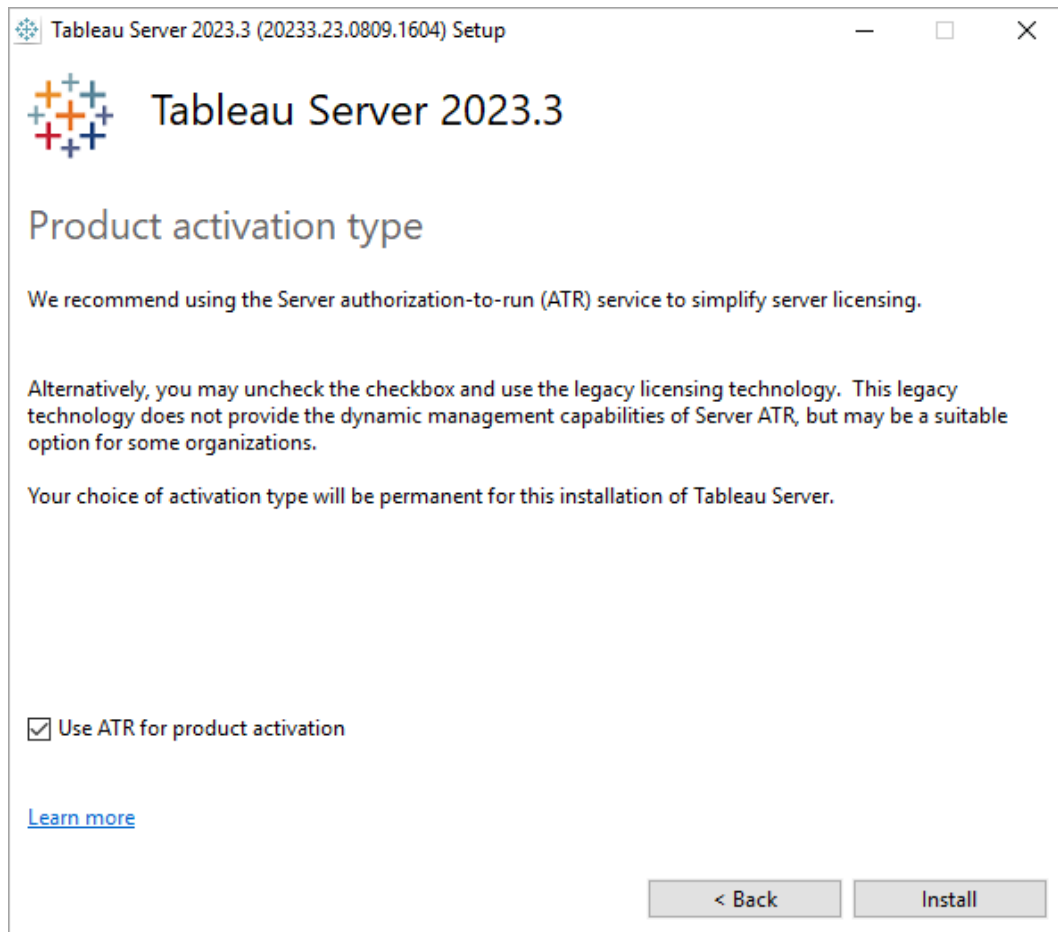 Tableau Server 2023.3 (20233.23.0809.1604) Setup
Tableau Server 2023.3
Product activation type
We recommend using the Server authorization-to-run (ATR) service to simplify server licensing.
Alternatively, you may uncheck the checkbox and use the legacy licensing technology.  This legacy
technology does not provide the dynamic management capabilities of Server ATR, but may be a suitable
option for some organizations.
Your choice of activation type will be permanent for this installation of Tableau Server.
Use ATR for product activation
Learn more
< Back
Install